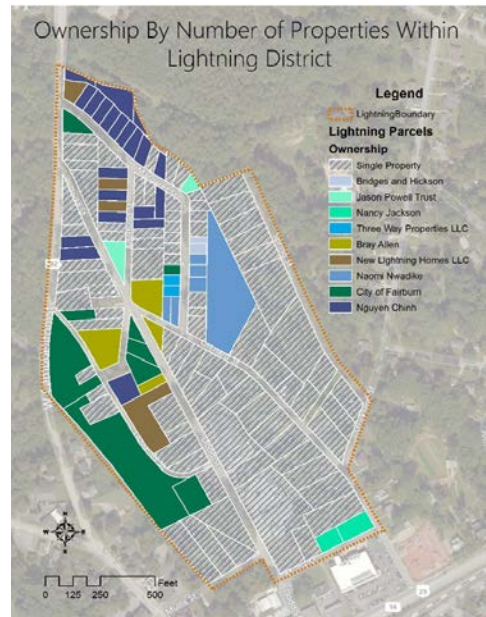 Ownership By Number of Properties Within
Lightning District
Legend
LightningBoundary
Lightning Parcels
Ownership
Single Property
Bridges and Hickson
Jason Powell Trust
Nancy Jackson
Three Way Properties LLC
Bray Allen
New Lightning Homes LLC
Naomi Nwadike
City of Fairburn
Nguyen Chinh
N
S
Feet
0 125 250 500
29
14